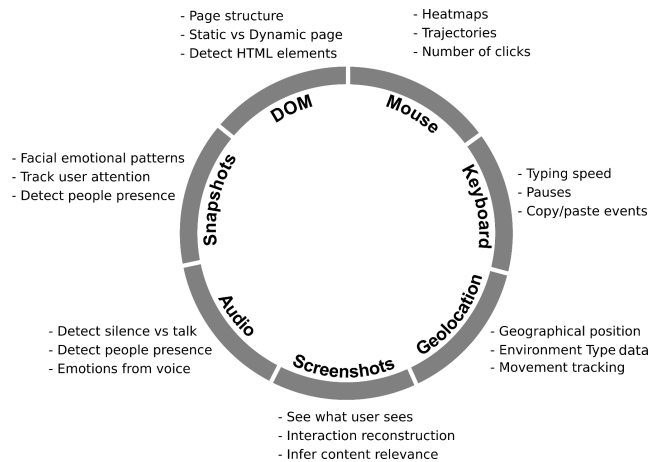 - Page structure
- Static vs Dynamic page
- Detect HTML elements
- Heatmaps
- Trajectories
- Number of clicks
DOM
Mouse
- Facial emotional patterns
- Track user attention
- Detect people presence
Snapshots
Keyboard
- Typing speed
- Pauses
- Copy/paste events
Audio
- Detect silence vs talk
- Detect people presence
- Emotions from voice
Geolocation
- Geographical position
- Environment Type data
- Movement tracking
Screenshots
- See what user sees
- Interaction reconstruction
- Infer content relevance